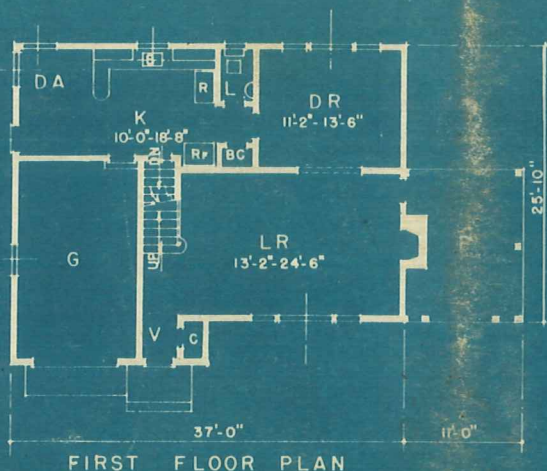 DA
S
R
L
DR
11'-2"-13'-6"
K
10'-0"-18'-8"
DN
RF
BC
G
UP
LR
13'-2"-24'-6"
V
C
25'-10"
37'-0"
11'-0"
FIRST FLOOR PLAN